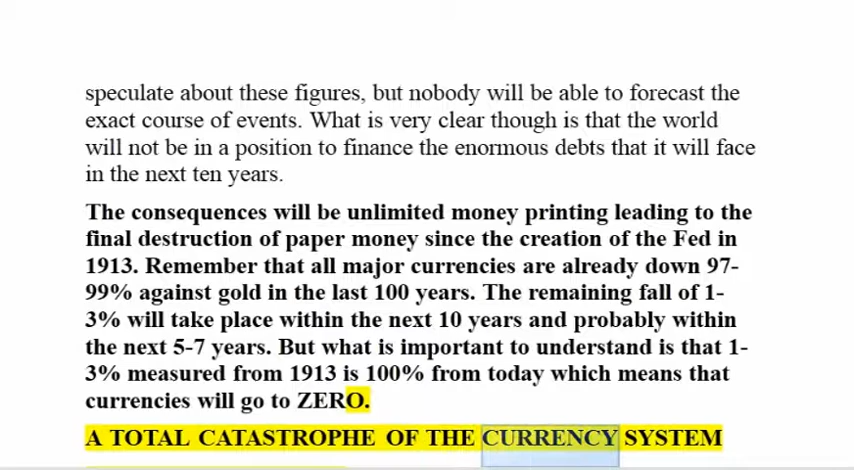 speculate about these figures, but nobody will be able to forecast the
exact course of events. What is very clear though is that the world
will not be in a position to finance the enormous debts that it will face
in the next ten years.
The consequences will be unlimited money printing leading to the
final destruction of paper money since the creation of the Fed in
1913. Remember that all major currencies are already down 97-
99% against gold in the last 100 years. The remaining fall of 1-
3% will take place within the next 10 years and probably within
the next 5-7 years. But what is important to understand is that 1-
3% measured from 1913 is 100% from today which means that
currencies will go to ZERO.
A TOTAL CATASTROPHE OF THE CURRENCY SYSTEM